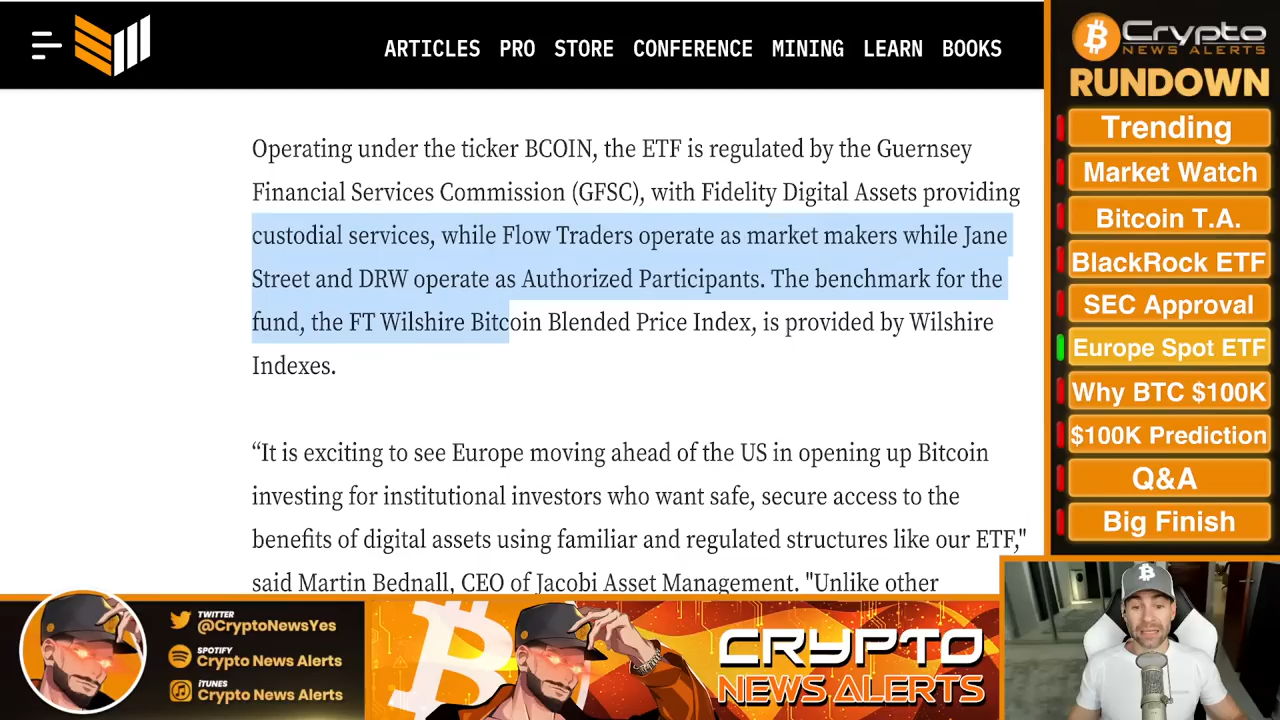 ARTICLES PRO STORE CONFERENCE MINING LEARN BOOKS
Operating under the ticker BCOIN, the ETF is regulated by the Guernsey
Financial Services Commission (GFSC), with Fidelity Digital Assets providing
custodial services, while Flow Traders operate as market makers while Jane
Street and DRW operate as Authorized Participants. The benchmark for the
fund, the FT Wilshire Bitcoin Blended Price Index, is provided by Wilshire
Indexes.
“It is exciting to see Europe moving ahead of the US in opening up Bitcoin
investing for institutional investors who want safe, secure access to the
benefits of digital assets using familiar and regulated structures like our ETF,"
said Martin Bednall, CEO of Jacobi Asset Management. "Unlike other
Crypto
NEWS ALERTS
RUNDOWN
Trending
Market Watch
Bitcoin T.A.
BlackRock ETF
SEC Approval
Europe Spot ETF
Why BTC $100K
$100K Prediction
Q&A
Big Finish
TWITTER
@CryptoNewsYes
SPOTIFY
Crypto News Alerts
iTUNES
Crypto News Alerts
CRYPTO
NEWS ALERTS